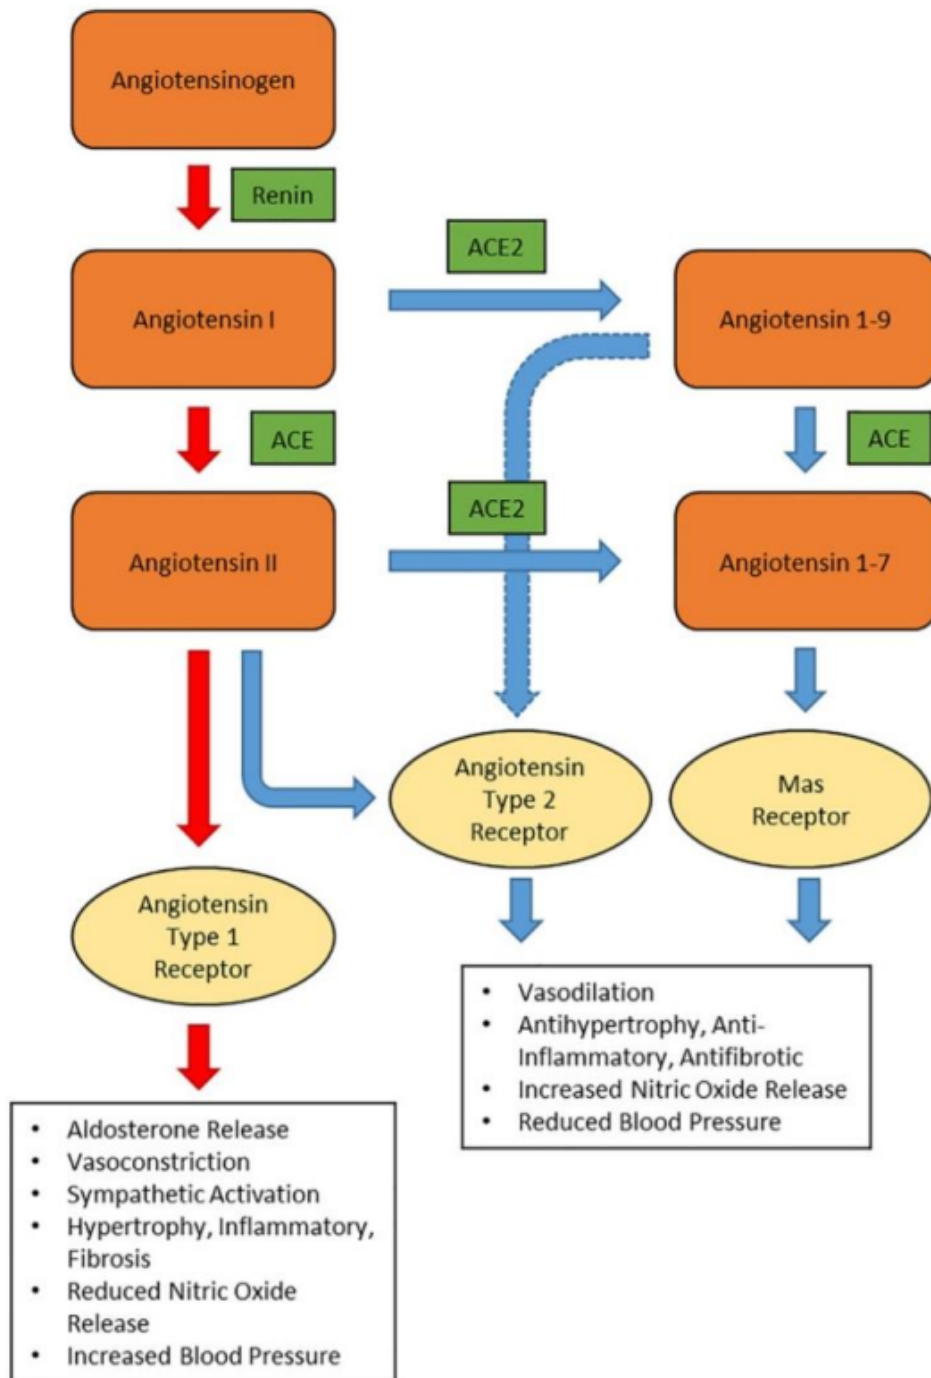 Angiotensinogen
Renin
ACE2
Angiotensin I
Angiotensin 1-9
ACE
ACE
ACE2
Angiotensin II
Angiotensin 1-7
Angiotensin
Type 2
Receptor
Mas
Receptor
Angiotensin
Type 1
Receptor
• Vasodilation
• Antihypertrophy, Anti-
Inflammatory, Antifibrotic
• Increased Nitric Oxide Release
• Reduced Blood Pressure
• Aldosterone Release
• Vasoconstriction
• Sympathetic Activation
• Hypertrophy, Inflammatory,
Fibrosis
• Reduced Nitric Oxide
Release
• Increased Blood Pressure